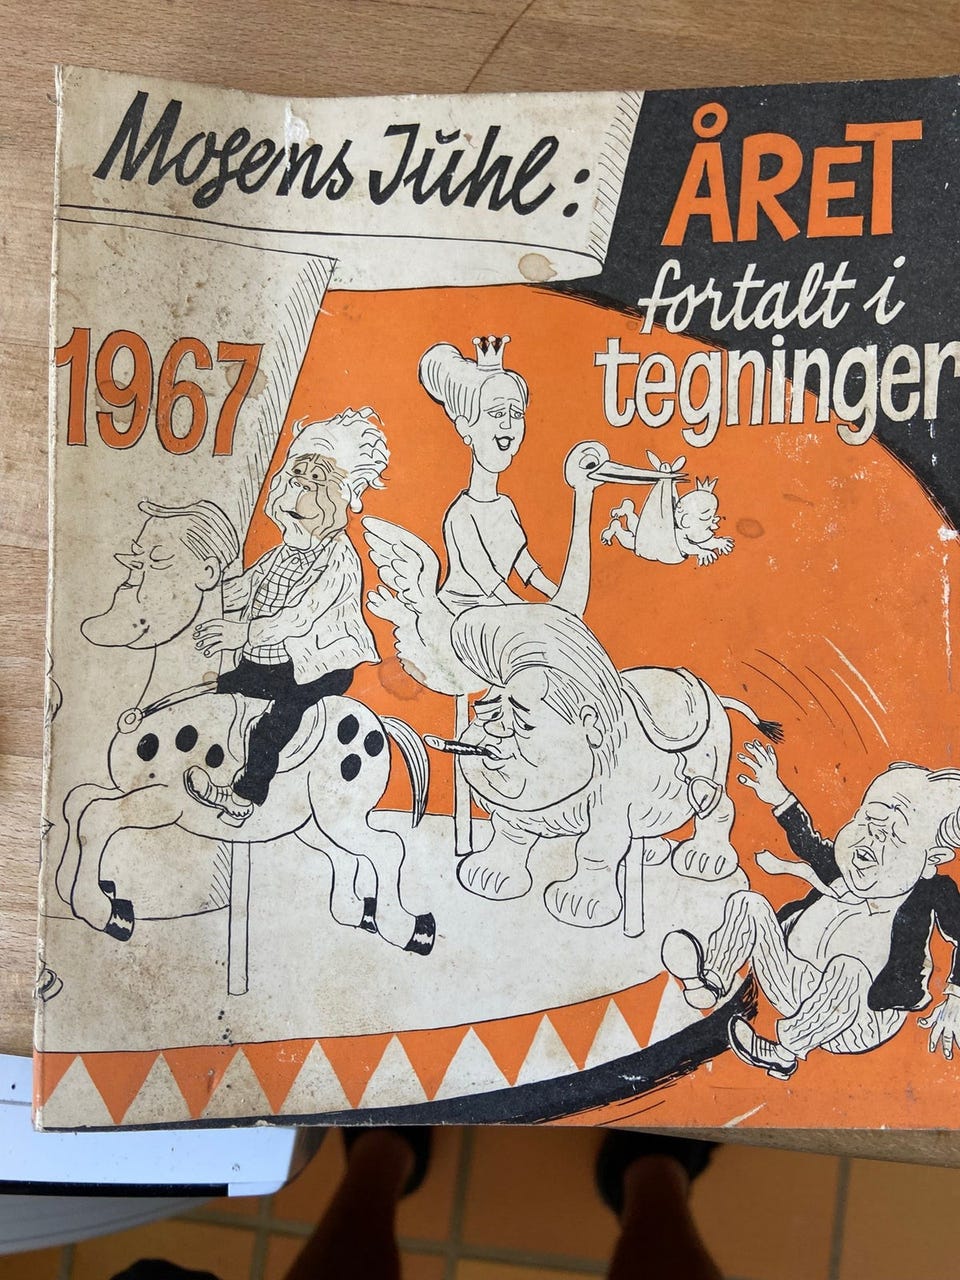 Mogens Juhl:
ÅRET
fortalt i
tegninger
1967